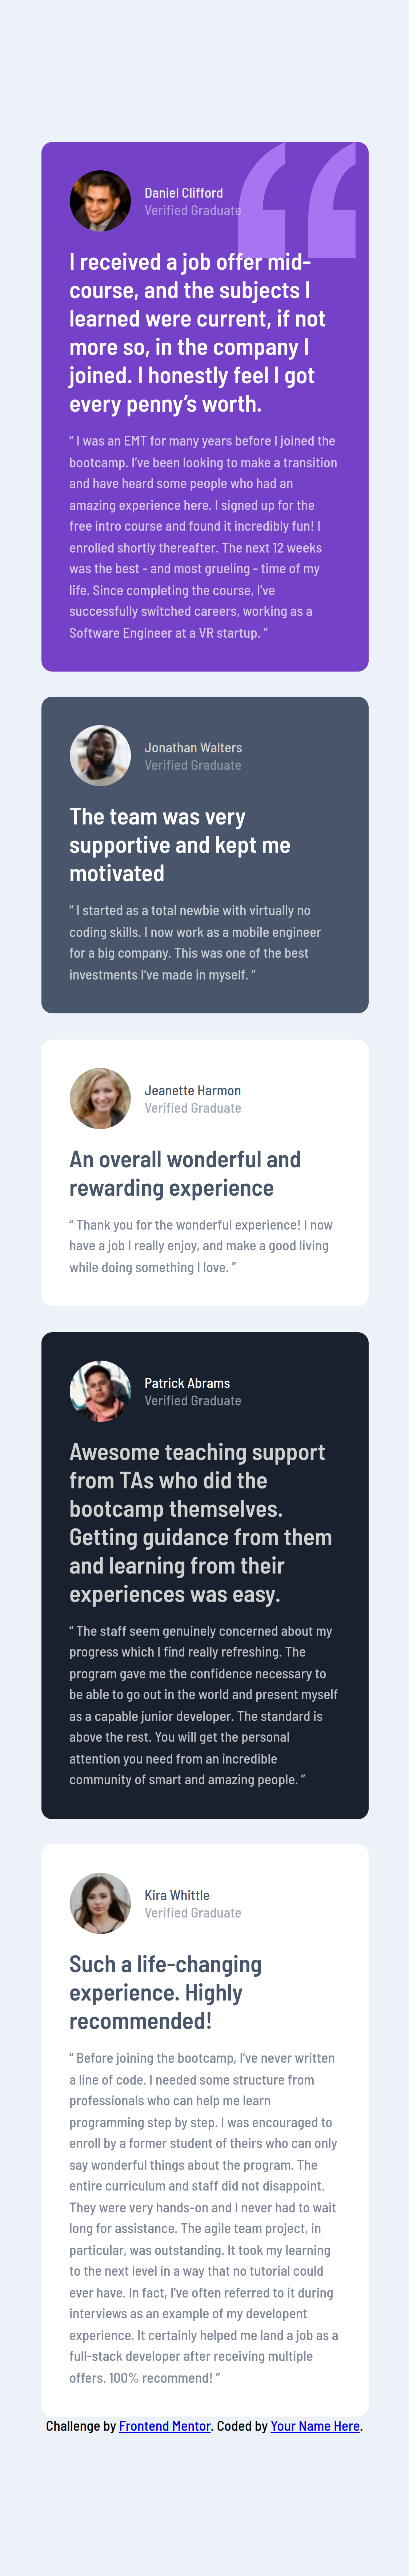 Daniel Clifford
Verified Graduate
I received a job offer mid-
course, and the subjects I
learned were current, if not
more so, in the company I
joined. I honestly feel I got
every penny’s worth.
“ I was an EMT for many years before I joined the
bootcamp. I’ve been looking to make a transition
and have heard some people who had an
amazing experience here. I signed up for the
free intro course and found it incredibly fun! I
enrolled shortly thereafter. The next 12 weeks
was the best - and most grueling - time of my
life. Since completing the course, I’ve
successfully switched careers, working as a
Software Engineer at a VR startup. ”
Jonathan Walters
Verified Graduate
The team was very
supportive and kept me
motivated
“ I started as a total newbie with virtually no
coding skills. I now work as a mobile engineer
for a big company. This was one of the best
investments I’ve made in myself. ”
Jeanette Harmon
Verified Graduate
An overall wonderful and
rewarding experience
“ Thank you for the wonderful experience! I now
have a job I really enjoy, and make a good living
while doing something I love. ”
Patrick Abrams
Verified Graduate
Awesome teaching support
from TAs who did the
bootcamp themselves.
Getting guidance from them
and learning from their
experiences was easy.
“ The staff seem genuinely concerned about my
progress which I find really refreshing. The
program gave me the confidence necessary to
be able to go out in the world and present myself
as a capable junior developer. The standard is
above the rest. You will get the personal
attention you need from an incredible
community of smart and amazing people. ”
Kira Whittle
Verified Graduate
Such a life-changing
experience. Highly
recommended!
“ Before joining the bootcamp, I’ve never written
a line of code. I needed some structure from
professionals who can help me learn
programming step by step. I was encouraged to
enroll by a former student of theirs who can only
say wonderful things about the program. The
entire curriculum and staff did not disappoint.
They were very hands-on and I never had to wait
long for assistance. The agile team project, in
particular, was outstanding. It took my learning
to the next level in a way that no tutorial could
ever have. In fact, I’ve often referred to it during
interviews as an example of my developent
experience. It certainly helped me land a job as a
full-stack developer after receiving multiple
offers. 100% recommend! ”
Challenge by Frontend Mentor. Coded by Your Name Here.